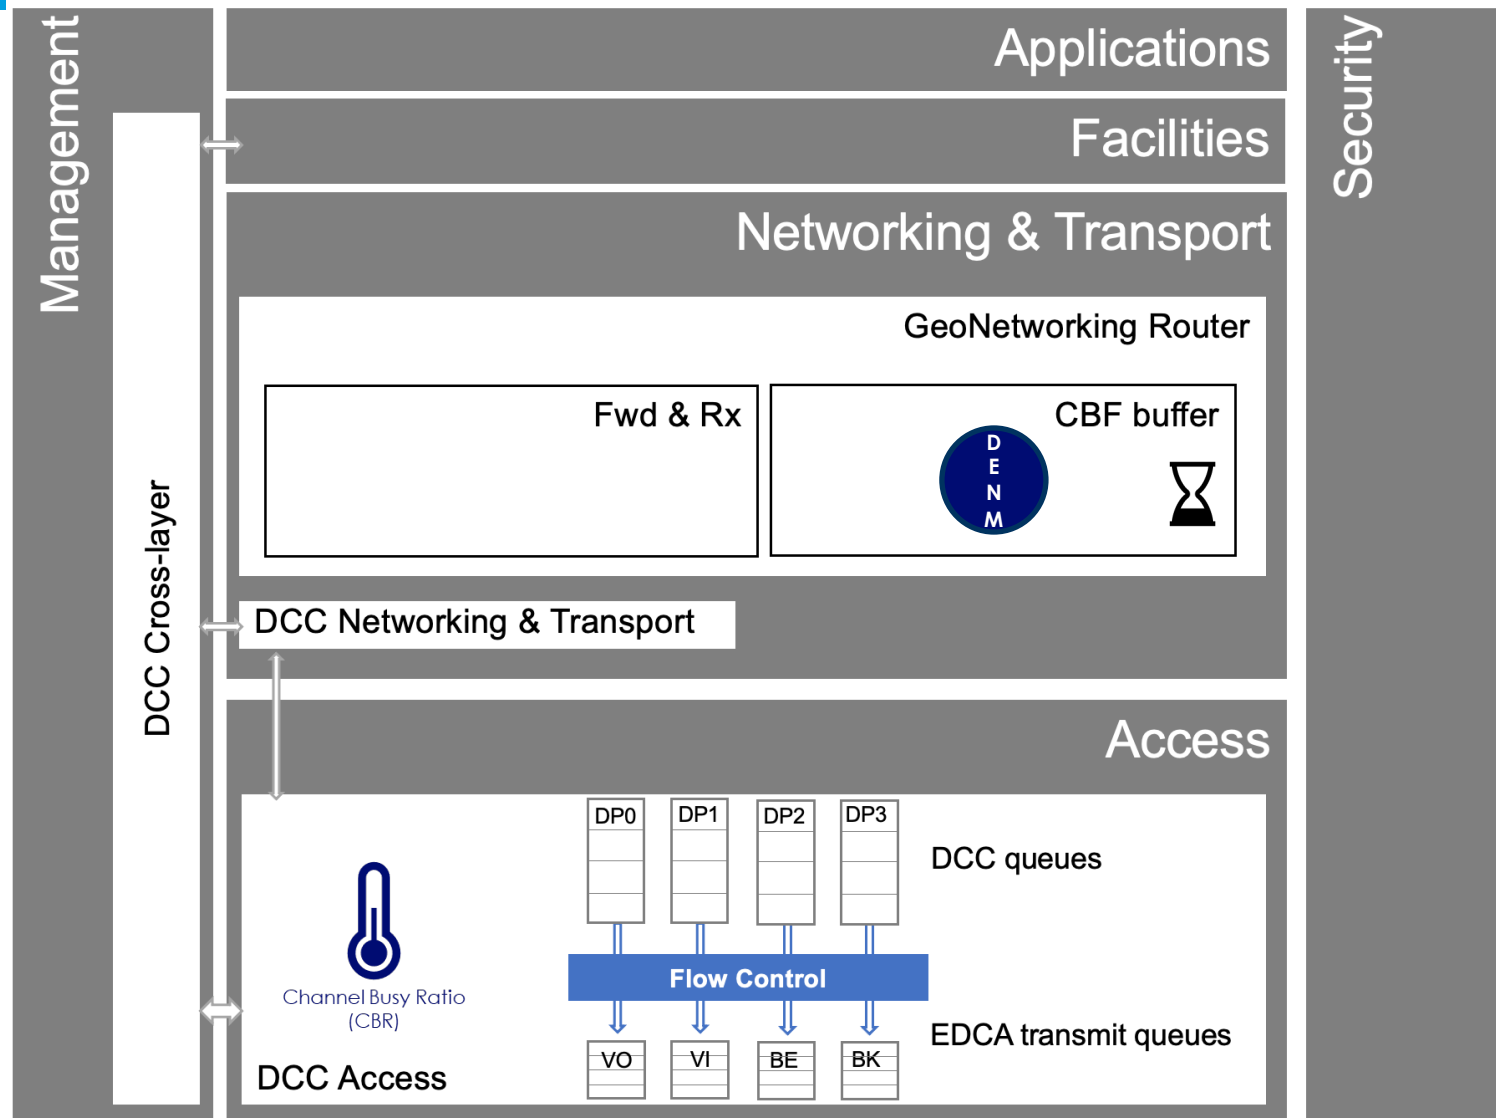 Management
Applications
Security
Facilities
Networking & Transport
GeoNetworking Router
Fwd & Rx
CBF buffer
D
E
N
M
DCC Cross-layer
DCC Networking & Transport
Access
DP0
DP1
DP2
DP3
DCC queues
Flow Control
Channel Busy Ratio
(CBR)
EDCA transmit queues
VO
VI
BE
BK
DCC Access